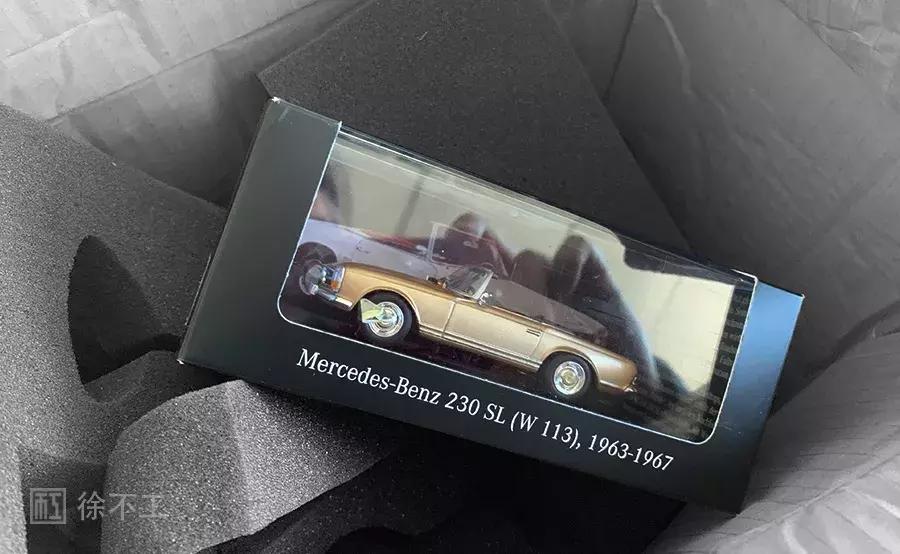 Mercedes-Benz 230 SL (W 113), 1963-1967
徐不工